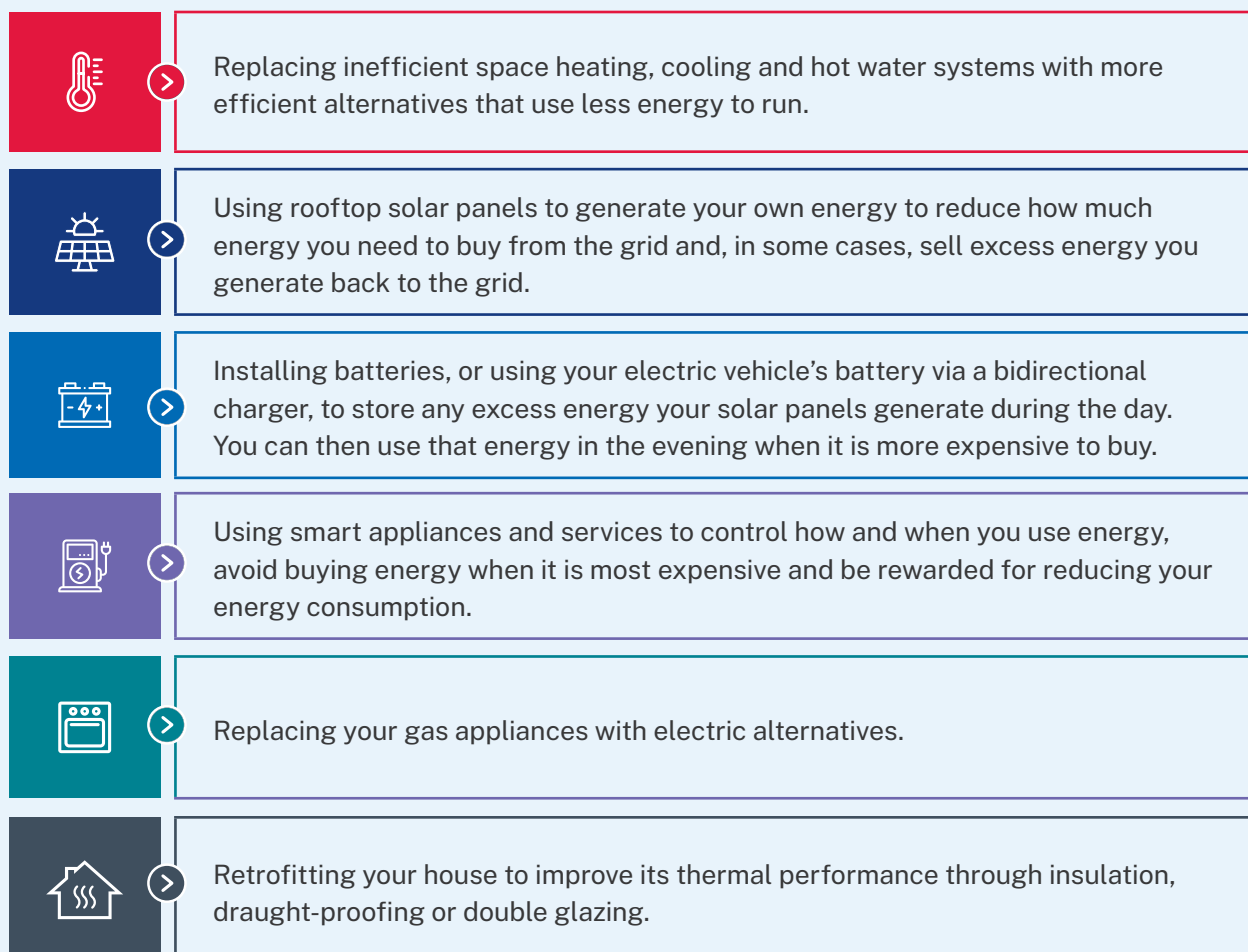 Replacing inefficient space heating, cooling and hot water systems with more
efficient alternatives that use less energy to run.
Using rooftop solar panels to generate your own energy to reduce how much
energy you need to buy from the grid and, in some cases, sell excess energy you
generate back to the grid.
Installing batteries, or using your electric vehicle’s battery via a bidirectional
charger, to store any excess energy your solar panels generate during the day.
You can then use that energy in the evening when it is more expensive to buy.
Using smart appliances and services to control how and when you use energy,
avoid buying energy when it is most expensive and be rewarded for reducing your
energy consumption.
Replacing your gas appliances with electric alternatives.
Retrofitting your house to improve its thermal performance through insulation,
draught-proofing or double glazing.